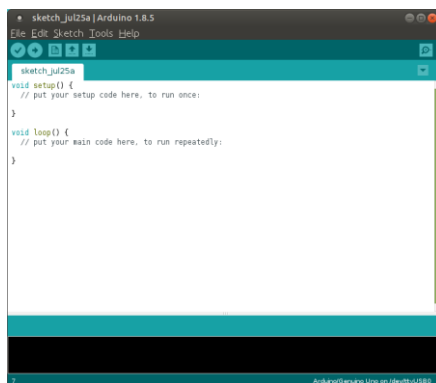 sketch_jul25a | Arduino 1.8.5
File Edit Sketch Tools Help
sketch_jul25a
void setup() {
  // put your setup code here, to run once:
}
void loop() {
  // put your main code here, to run repeatedly:
}
7
Arduino/Genuino Uno on /dev/ttyUSB0